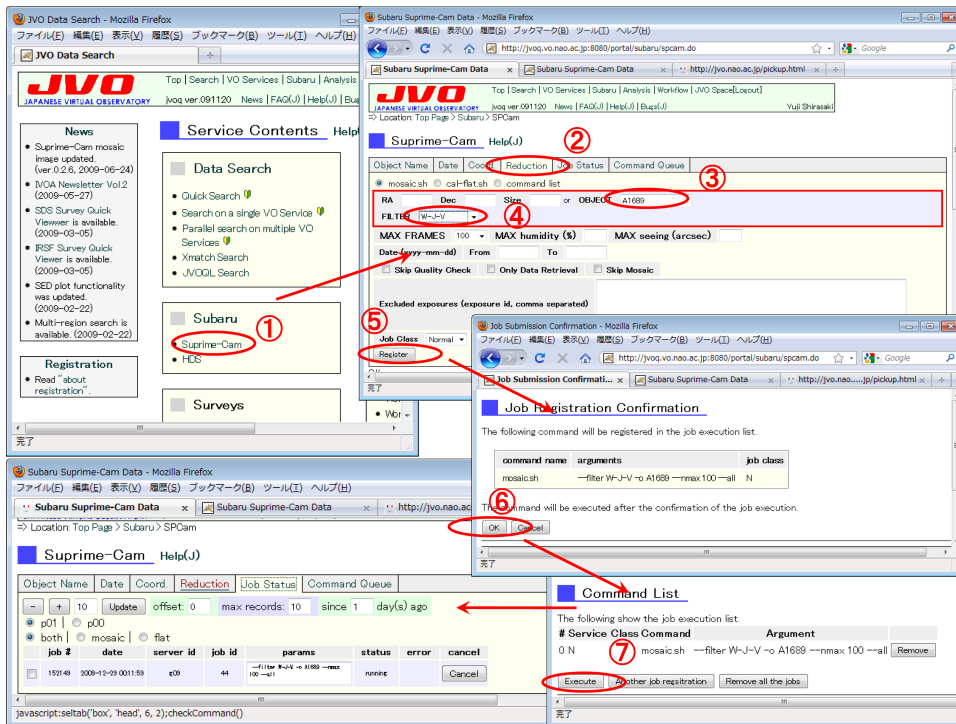 JVO Data Search - Mozilla Firefox
ファイル(F) 編集(E) 表示(V) 履歴(S) ブックマーク(B) ツール(T) ヘルプ(H)
JVO Data Search
JVO
JAPANESE VIRTUAL OBSERVATORY
Top | Search | VO Services | Subaru | Analysis
jvoq ver.091120 News | FAQ(J) | Help(J) | Bu
News
• Suprime-Cam mosaic
image updated.
(ver.0.2.6, 2009-06-24)
• IVOA Newsletter Vol.2
(2009-05-27)
• SDS Survey Quick
Viewwer is available.
(2009-03-05)
• IRSF Survey Quick
Viewer is available.
(2009-03-05)
• SED plot functionality
was updated.
(2009-02-22)
• Multi-region search is
available. (2009-02-22)
Registration
• Read "about
registration".
Service Contents Help(
Data Search
• Quick Search
• Search on a single VO Service
• Parallel search on multiple VO
Services
• Xmatch Search
• JVOQL Search
Subaru
①
• Suprime-Cam
• HDS
Surveys
完了
Subaru Suprime-Cam Data - Mozilla Firefox
ファイル(F) 編集(E) 表示(V) 履歴(S) ブックマーク(B) ツール(T) ヘルプ(H)
http://jvoq.vo.nao.ac.jp:8080/portal/subaru/spcam.do
Google
Subaru Suprime-Cam Data x Subaru Suprime-Cam Data x http://jvo.nao.ac.jp/pickup.html x
JVO
JAPANESE VIRTUAL OBSERVATORY
Top | Search | VO Services | Subaru | Analysis | Workflow | JVO Space[Logout]
jvoq ver.091120 News | FAQ(J) | Help(J) | Bugs(J) Yuji Shirasaki
=> Location: Top Page > Subaru > SPCam
Suprime-Cam Help(J)
②
Object Name Date Coord. Reduction Job Status Command Queue
mosaic.sh cal-flat.sh command list
③
RA Dec Size or OBJECT A1689
FILTER W-J-V
④
MAX FRAMES 100 MAX humidity (%) MAX seeing (arcsec)
Date (yyyy-mm-dd) From To
Skip Quality Check Only Data Retrieval Skip Mosaic
Excluded exposures (exposure id, comma separated)
⑤
Job Class Normal
Register
完了
• Wor
Job Submission Confirmation - Mozilla Firefox
ファイル(F) 編集(E) 表示(V) 履歴(S) ブックマーク(B) ツール(T) ヘルプ(H)
http://jvoq.vo.nao.ac.jp:8080/portal/subaru/spcam.do
Google
Job Submission Confirmati... x Subaru Suprime-Cam Data x http://jvo.nao.....jp/pickup.html x
Job Registration Confirmation
The following command will be registered in the job execution list.
command name arguments job class
mosaic.sh --filter W-J-V -o A1689 --nmax 100 --all N
⑥
The command will be executed after the confirmation of the job execution.
OK Cancel
完了
Command List
The following show the job execution list.
# Service Class Command Argument
0 N mosaic.sh --filter W-J-V -o A1689 --nmax 100 --all Remove
⑦
Execute Another job regsitration Remove all the jobs
完了
Subaru Suprime-Cam Data - Mozilla Firefox
ファイル(F) 編集(E) 表示(V) 履歴(S) ブックマーク(B) ツール(T) ヘルプ(H)
Subaru Suprime-Cam Data x Subaru Suprime-Cam Data x http://jvo.nao.ac
=> Location: Top Page > Subaru > SPCam
Suprime-Cam Help(J)
Object Name Date Coord. Reduction Job Status Command Queue
- + 10 Update offset: 0 max records: 10 since 1 day(s) ago
p01 | p00
both | mosaic | flat
job # date server id job id params status error cancel
152149 2009-12-29 00:11:59 g09 44 --filter W-J-V -o A1689 --nmax running Cancel
100 --all
javascript:seltab('box', 'head', 6, 2);checkCommand()